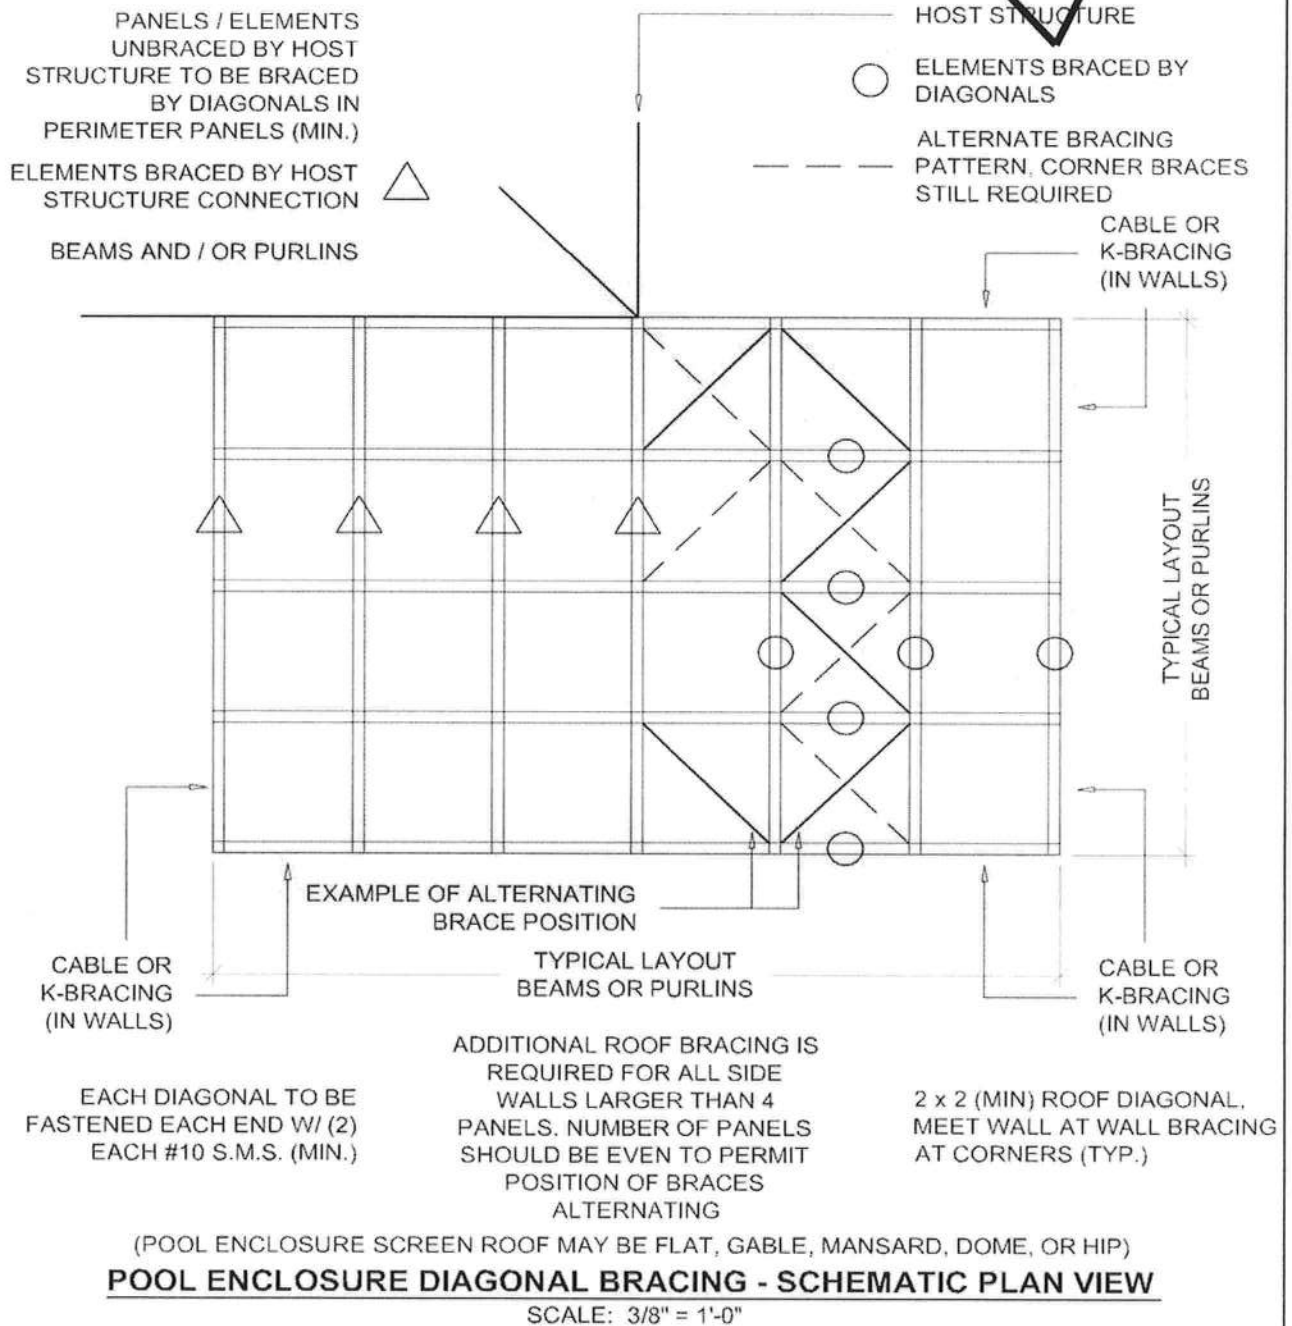 PANELS / ELEMENTS
UNBRACED BY HOST
STRUCTURE TO BE BRACED
BY DIAGONALS IN
PERIMETER PANELS (MIN.)
ELEMENTS BRACED BY HOST
STRUCTURE CONNECTION
BEAMS AND / OR PURLINS
HOST STRUCTURE
ELEMENTS BRACED BY
DIAGONALS
ALTERNATE BRACING
PATTERN, CORNER BRACES
STILL REQUIRED
CABLE OR
K-BRACING
(IN WALLS)
TYPICAL LAYOUT
BEAMS OR PURLINS
EXAMPLE OF ALTERNATING
BRACE POSITION
TYPICAL LAYOUT
BEAMS OR PURLINS
CABLE OR
K-BRACING
(IN WALLS)
CABLE OR
K-BRACING
(IN WALLS)
EACH DIAGONAL TO BE
FASTENED EACH END W/ (2)
EACH #10 S.M.S. (MIN.)
ADDITIONAL ROOF BRACING IS
REQUIRED FOR ALL SIDE
WALLS LARGER THAN 4
PANELS. NUMBER OF PANELS
SHOULD BE EVEN TO PERMIT
POSITION OF BRACES
ALTERNATING
2 x 2 (MIN) ROOF DIAGONAL,
MEET WALL AT WALL BRACING
AT CORNERS (TYP.)
(POOL ENCLOSURE SCREEN ROOF MAY BE FLAT, GABLE, MANSARD, DOME, OR HIP)
POOL ENCLOSURE DIAGONAL BRACING - SCHEMATIC PLAN VIEW
SCALE: 3/8" = 1'-0"